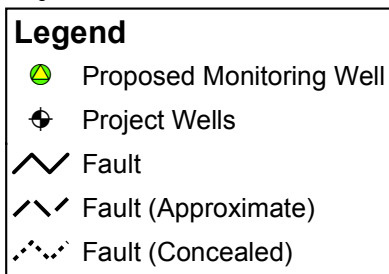 Legend
Proposed Monitoring Well
Project Wells
Fault
Fault (Approximate)
Fault (Concealed)